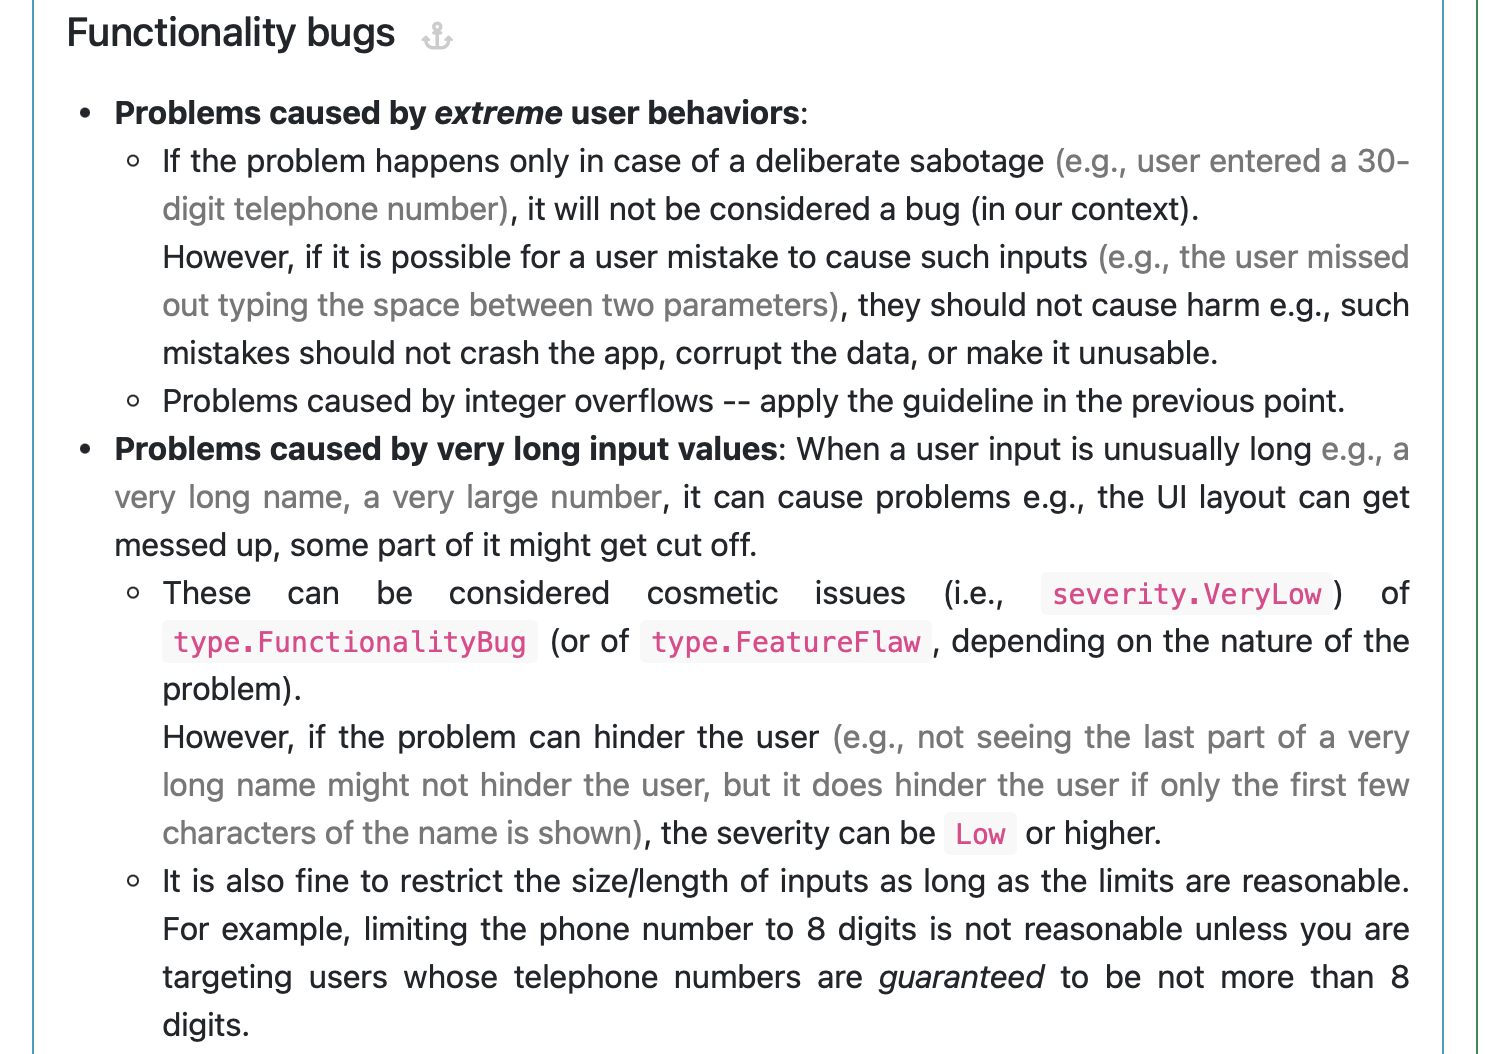 Functionality bugs
• Problems caused by extreme user behaviors:
○ If the problem happens only in case of a deliberate sabotage (e.g., user entered a 30-
digit telephone number), it will not be considered a bug (in our context).
However, if it is possible for a user mistake to cause such inputs (e.g., the user missed
out typing the space between two parameters), they should not cause harm e.g., such
mistakes should not crash the app, corrupt the data, or make it unusable.
○ Problems caused by integer overflows -- apply the guideline in the previous point.
• Problems caused by very long input values: When a user input is unusually long e.g., a
very long name, a very large number, it can cause problems e.g., the UI layout can get
messed up, some part of it might get cut off.
○ These can be considered cosmetic issues (i.e., severity.VeryLow) of
type.FunctionalityBug (or of type.FeatureFlaw, depending on the nature of the
problem).
However, if the problem can hinder the user (e.g., not seeing the last part of a very
long name might not hinder the user, but it does hinder the user if only the first few
characters of the name is shown), the severity can be Low or higher.
○ It is also fine to restrict the size/length of inputs as long as the limits are reasonable.
For example, limiting the phone number to 8 digits is not reasonable unless you are
targeting users whose telephone numbers are guaranteed to be not more than 8
digits.